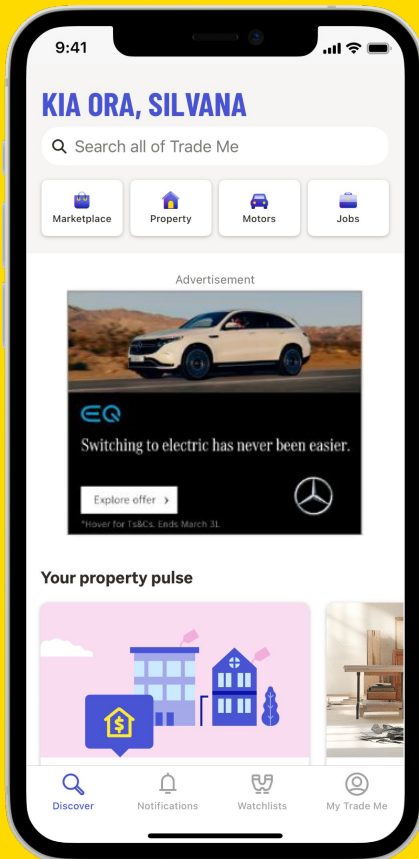 9:41
KIA ORA, SILVANA
Search all of Trade Me
Marketplace
Property
Motors
Jobs
Advertisement
EQ
Switching to electric has never been easier.
Explore offer
*Hover for Ts&Cs. Ends March 31.
Your property pulse
$
Discover
Notifications
Watchlists
My Trade Me